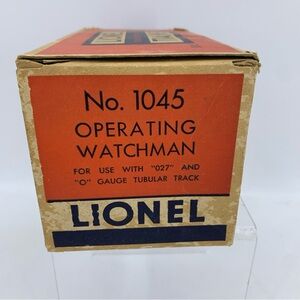 No. 1045
OPERATING
WATCHMAN
FOR USE WITH "027" AND
"O" GAUGE TUBULAR TRACK
LIONEL